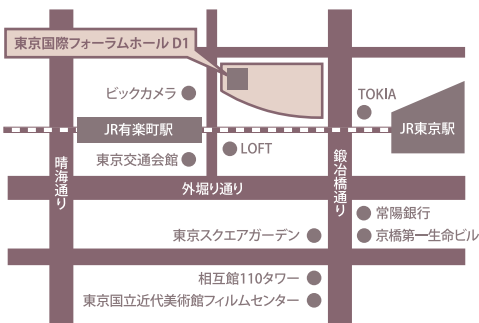 東京国際フォーラムホール D1
ビックカメラ
TOKIA
JR有楽町駅
JR東京駅
東京交通会館
LOFT
晴海通り
鍛冶橋通り
外堀り通り
常陽銀行
東京スクエアガーデン
京橋第一生命ビル
相互館110タワー
東京国立近代美術館フィルムセンター